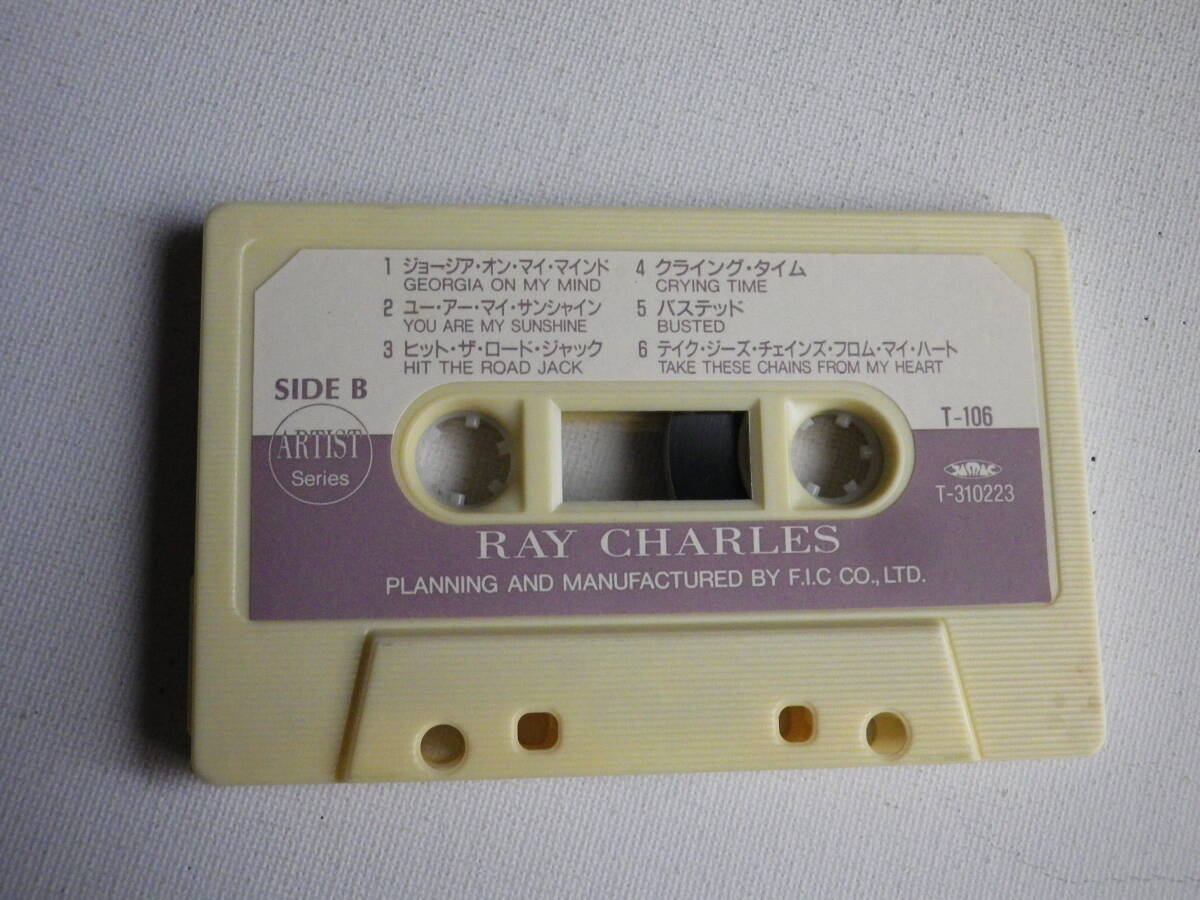 1 ジョージア・オン・マイ・マインド
GEORGIA ON MY MIND
2 ユー・アー・マイ・サンシャイン
YOU ARE MY SUNSHINE
3 ヒット・ザ・ロード・ジャック
HIT THE ROAD JACK
4 クライング・タイム
CRYING TIME
5 バステッド
BUSTED
6 テイク・ジーズ・チェインズ・フロム・マイ・ハート
TAKE THESE CHAINS FROM MY HEART
SIDE B
ARTIST
Series
T-106
JASRAC
T-310223
RAY CHARLES
PLANNING AND MANUFACTURED BY F.I.C CO., LTD.